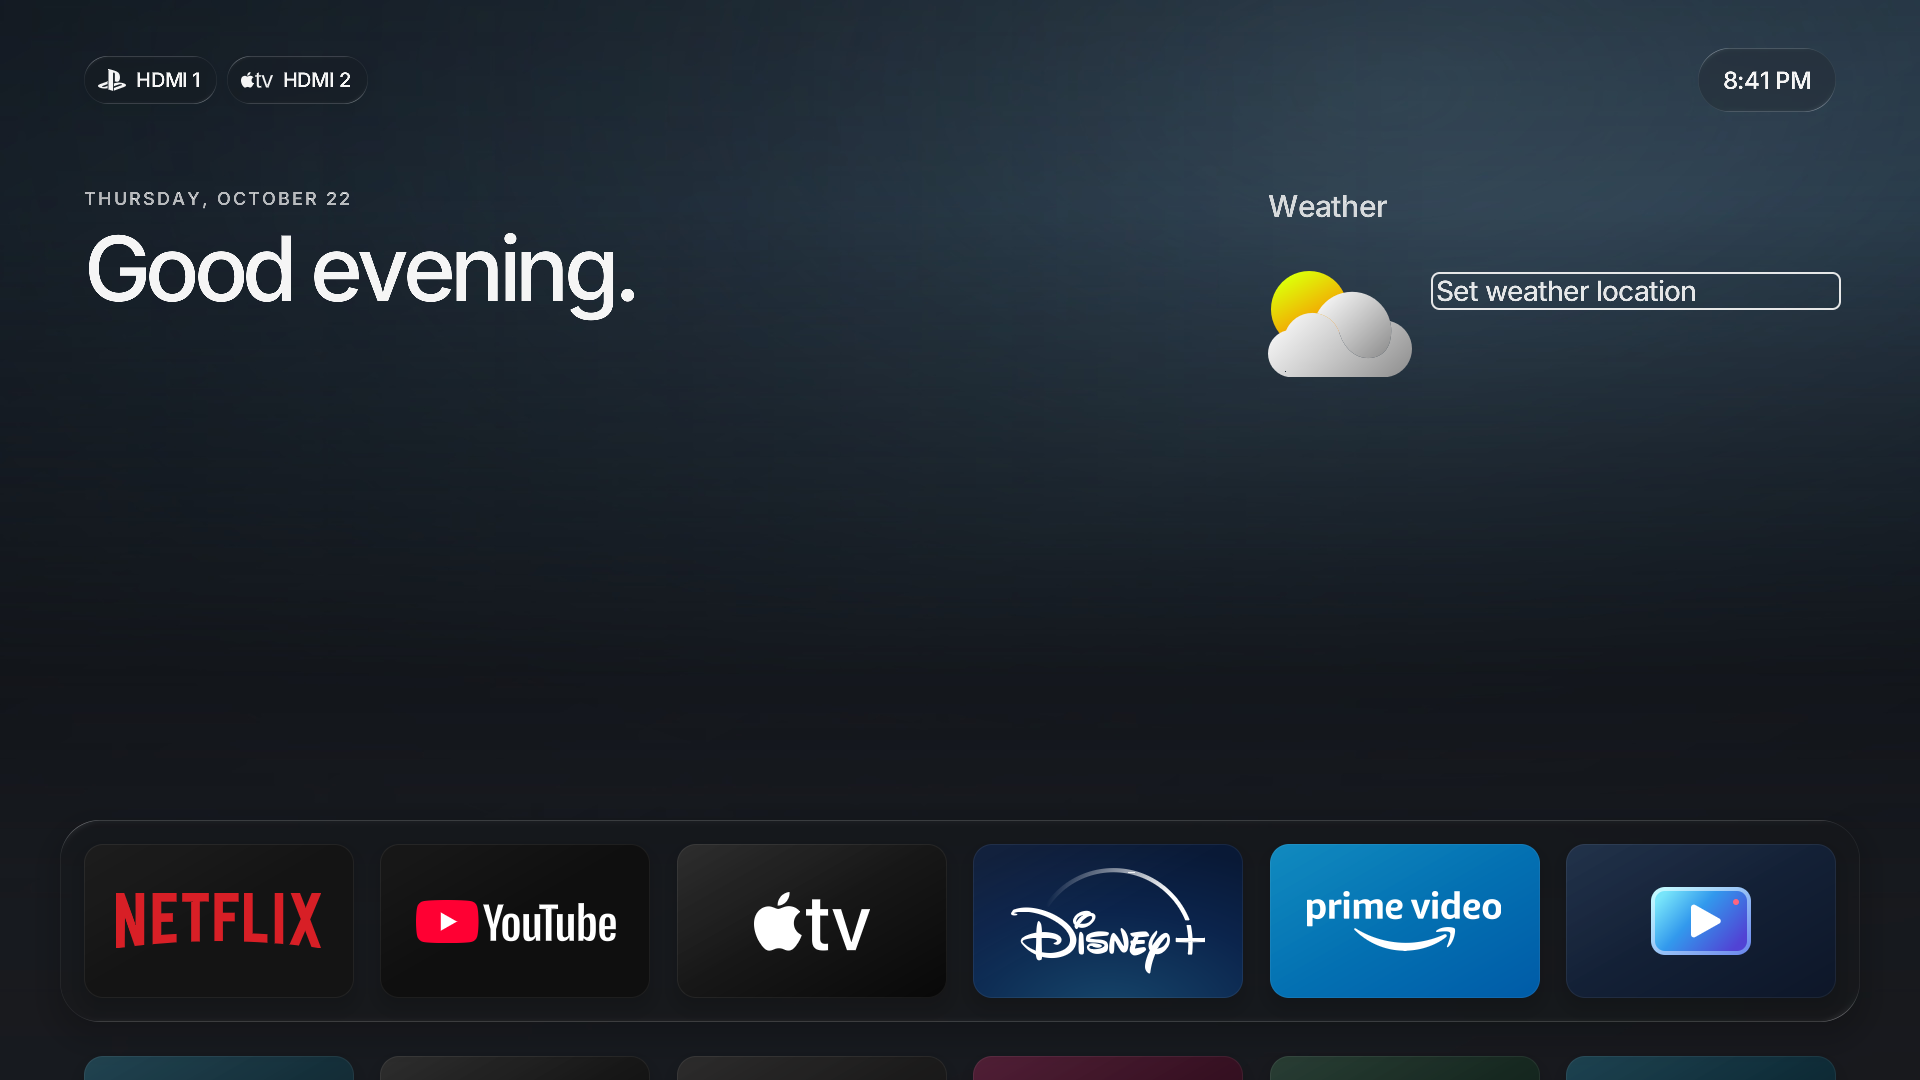 HDMI 1
tv HDMI 2
8:41 PM
THURSDAY, OCTOBER 22
Good evening.
Weather
Set weather location
NETFLIX
YouTube
tv
Disney+
prime video